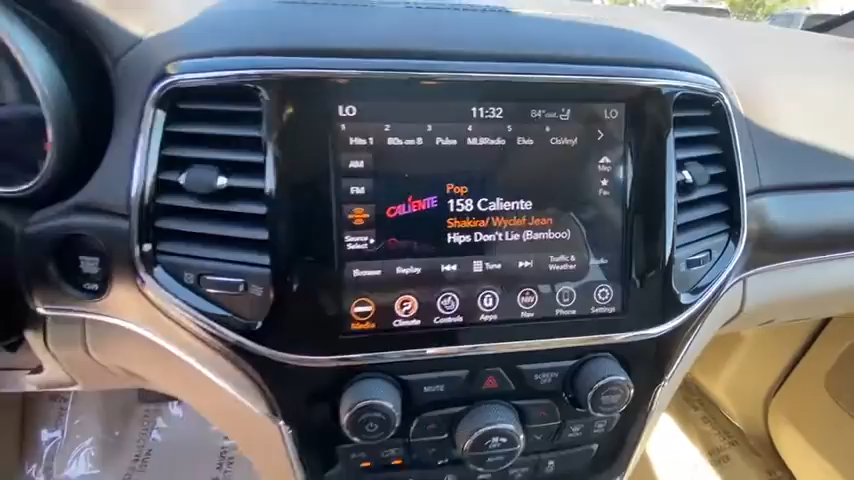 LO 11:32 84° out LO
1 2 3 4 5 6
Hits 1 80s on 8 Pulse MLBRadio Elvis CNVLV
AM
FM
Source
Select
CALIENTE
Pop
158 Caliente
Shakira/Wyclef Jean
Hips Don't Lie (Bamboo)
Map
Fav
Browse Replay Tune Traffic &
Weather
Media Climate Controls Apps Nav Phone Settings
MUTE SCREEN
OFF
AUTO